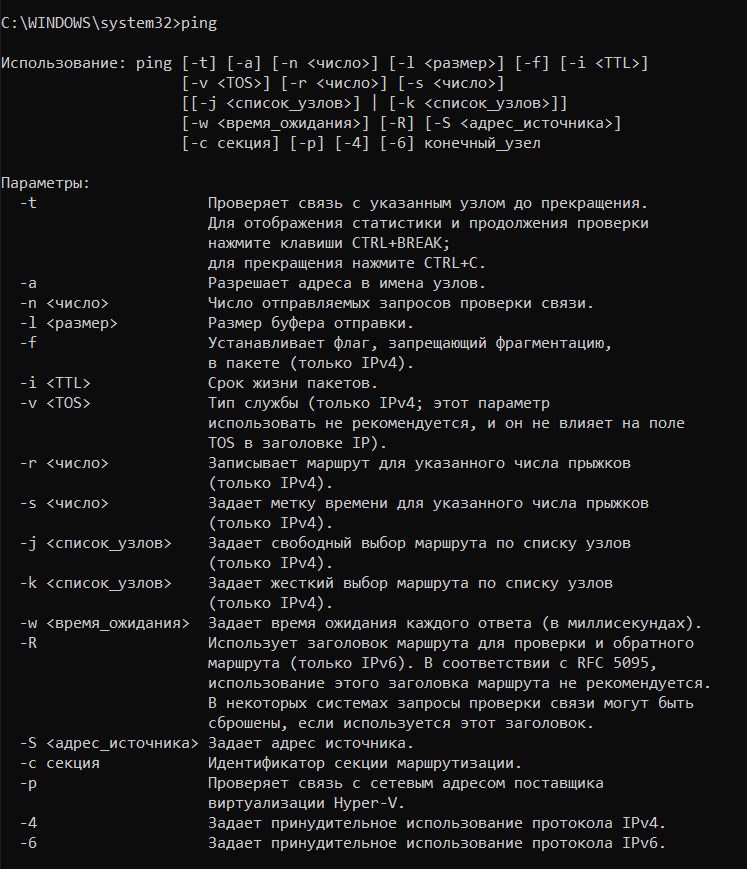 C:\WINDOWS\system32>ping
Использование: ping [-t] [-a] [-n <число>] [-l <размер>] [-f] [-i <TTL>]
[-v <TOS>] [-r <число>] [-s <число>]
[[-j <список_узлов>] | [-k <список_узлов>]]
[-w <время_ожидания>] [-R] [-S <адрес_источника>]
[-c секция] [-p] [-4] [-6] конечный_узел
Параметры:
-t Проверяет связь с указанным узлом до прекращения.
Для отображения статистики и продолжения проверки
нажмите клавиши CTRL+BREAK;
для прекращения нажмите CTRL+C.
-a Разрешает адреса в имена узлов.
-n <число> Число отправляемых запросов проверки связи.
-l <размер> Размер буфера отправки.
-f Устанавливает флаг, запрещающий фрагментацию,
в пакете (только IPv4).
-i <TTL> Срок жизни пакетов.
-v <TOS> Тип службы (только IPv4; этот параметр
использовать не рекомендуется, и он не влияет на поле
TOS в заголовке IP).
-r <число> Записывает маршрут для указанного числа прыжков
(только IPv4).
-s <число> Задает метку времени для указанного числа прыжков
(только IPv4).
-j <список_узлов> Задает свободный выбор маршрута по списку узлов
(только IPv4).
-k <список_узлов> Задает жесткий выбор маршрута по списку узлов
(только IPv4).
-w <время_ожидания> Задает время ожидания каждого ответа (в миллисекундах).
-R Использует заголовок маршрута для проверки и обратного
маршрута (только IPv6). В соответствии с RFC 5095,
использование этого заголовка маршрута не рекомендуется.
В некоторых системах запросы проверки связи могут быть
сброшены, если используется этот заголовок.
-S <адрес_источника> Задает адрес источника.
-c секция Идентификатор секции маршрутизации.
-p Проверяет связь с сетевым адресом поставщика
виртуализации Hyper-V.
-4 Задает принудительное использование протокола IPv4.
-6 Задает принудительное использование протокола IPv6.